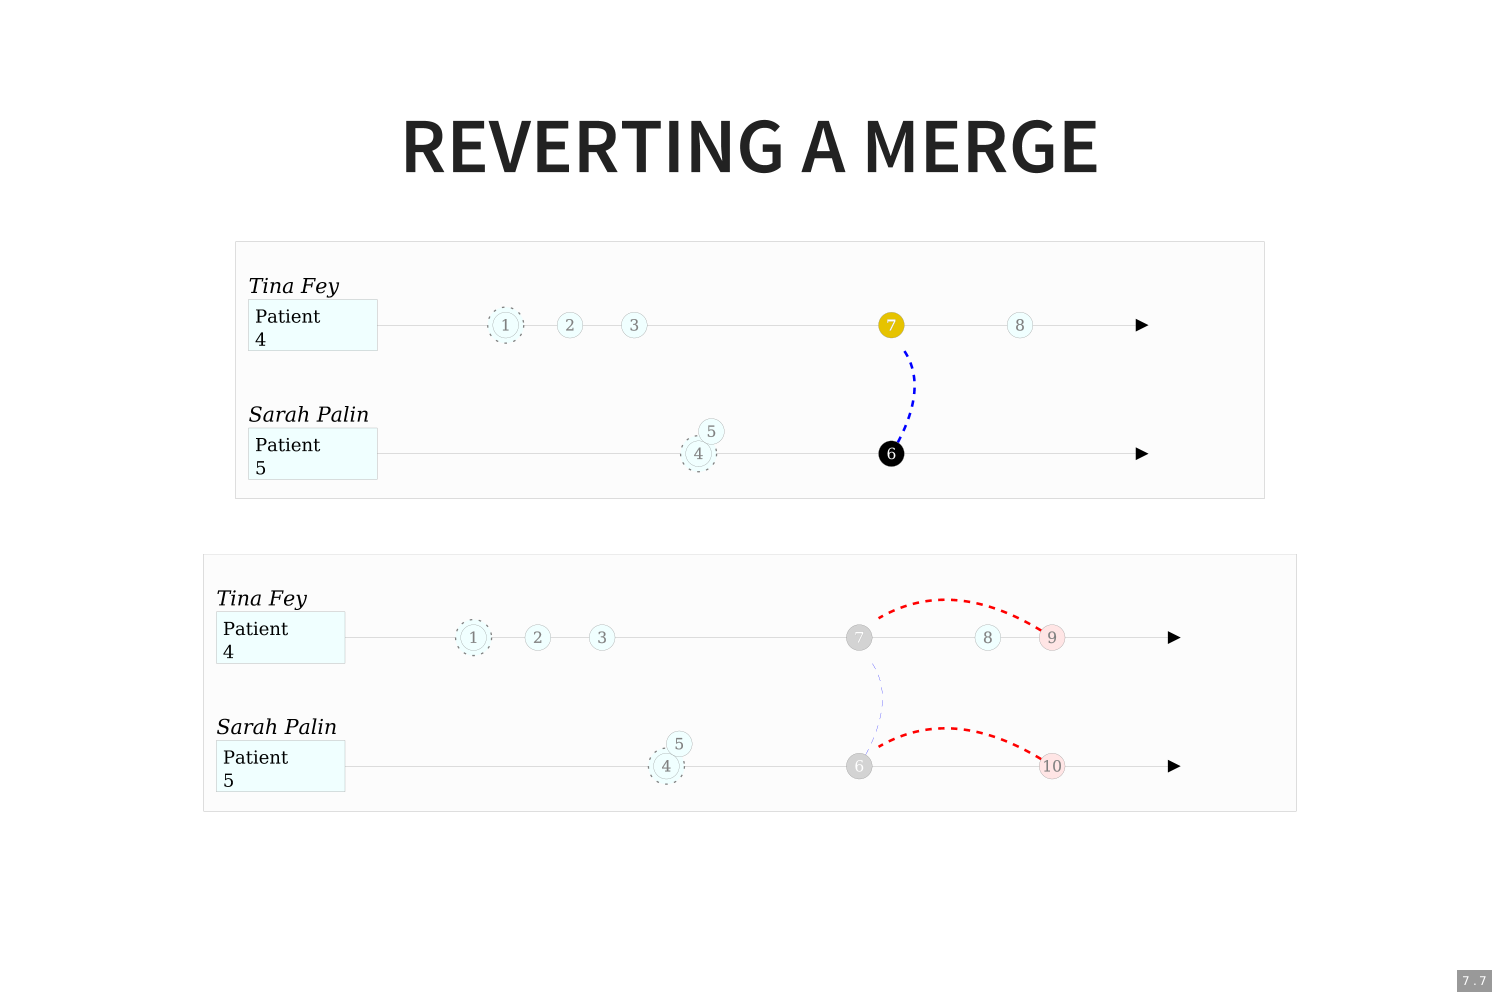 REVERTING A MERGE
Tina Fey
Patient
4
1 2 3 7 8
Sarah Palin
Patient
5
5
4 6
Tina Fey
Patient
4
1 2 3 7 8 9
Sarah Palin
Patient
5
5
4 6 10
7.7